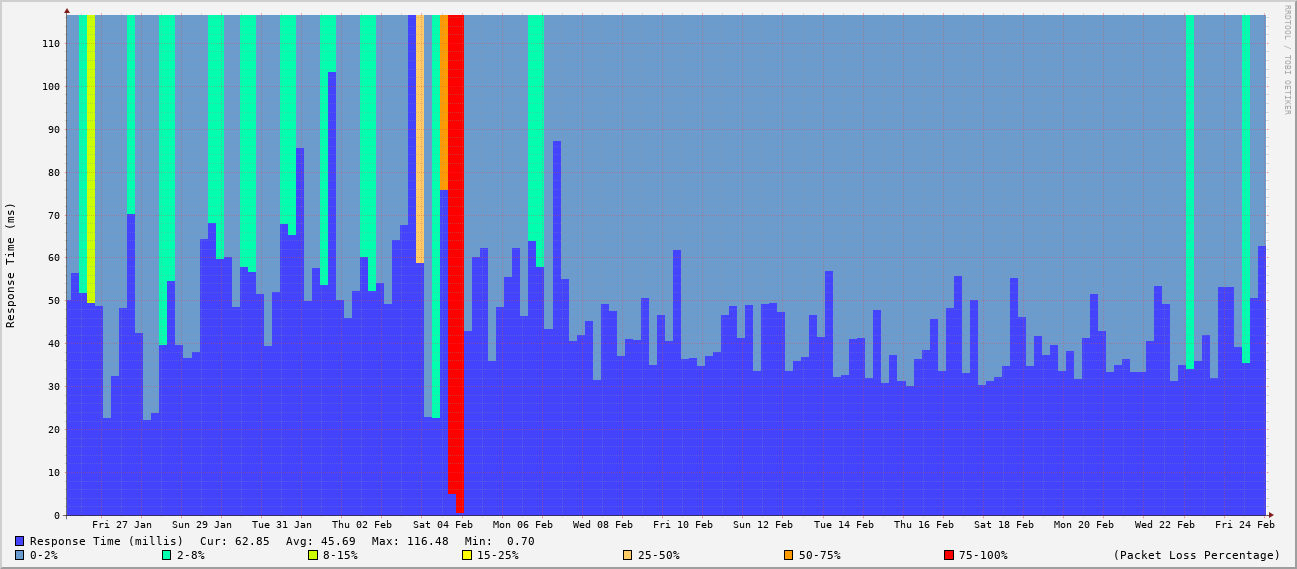 RRDTOOL / TOBI OETIKER
Response Time (ms)
110
100
90
80
70
60
50
40
30
20
10
0
Fri 27 Jan Sun 29 Jan Tue 31 Jan Thu 02 Feb Sat 04 Feb Mon 06 Feb Wed 08 Feb Fri 10 Feb Sun 12 Feb Tue 14 Feb Thu 16 Feb Sat 18 Feb Mon 20 Feb Wed 22 Feb Fri 24 Feb
Response Time (millis) Cur: 62.85 Avg: 45.69 Max: 116.48 Min: 0.70
0-2% 2-8% 8-15% 15-25% 25-50% 50-75% 75-100% (Packet Loss Percentage)